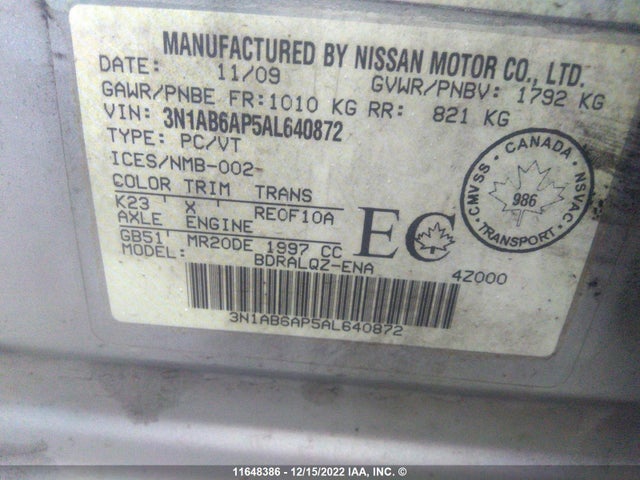 MANUFACTURED BY NISSAN MOTOR CO., LTD.
DATE: 11/09 GVWR/PNBV: 1792 KG
GAWR/PNBE FR:1010 KG RR: 821 KG
VIN: 3N1AB6AP5AL640872
TYPE: PC/VT
ICES/NMB-002
COLOR TRIM TRANS
K23 X RE0F10A
AXLE ENGINE
GB51 MR20DE 1997 CC
MODEL: BDRALQZ-ENA
EC
4Z000
CMVSS - CANADA - NSVAC
986
TRANSPORT
3N1AB6AP5AL640872
11648386 - 12/15/2022 - IAA, INC. ©